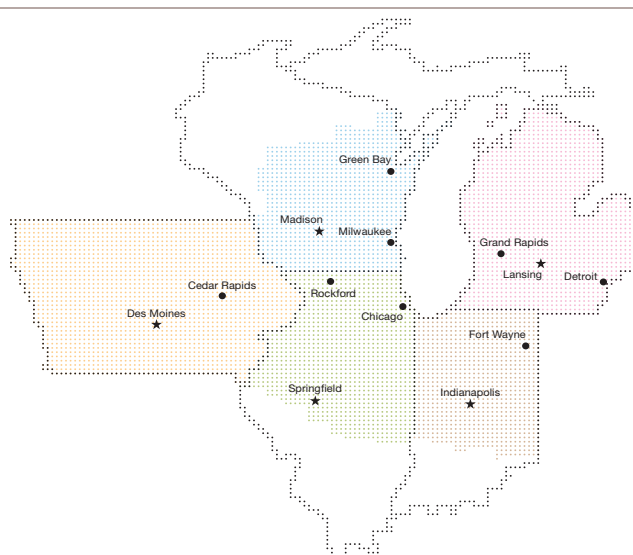 Green Bay
Madison
Milwaukee
Grand Rapids
Lansing
Detroit
Cedar Rapids
Rockford
Des Moines
Chicago
Fort Wayne
Springfield
Indianapolis